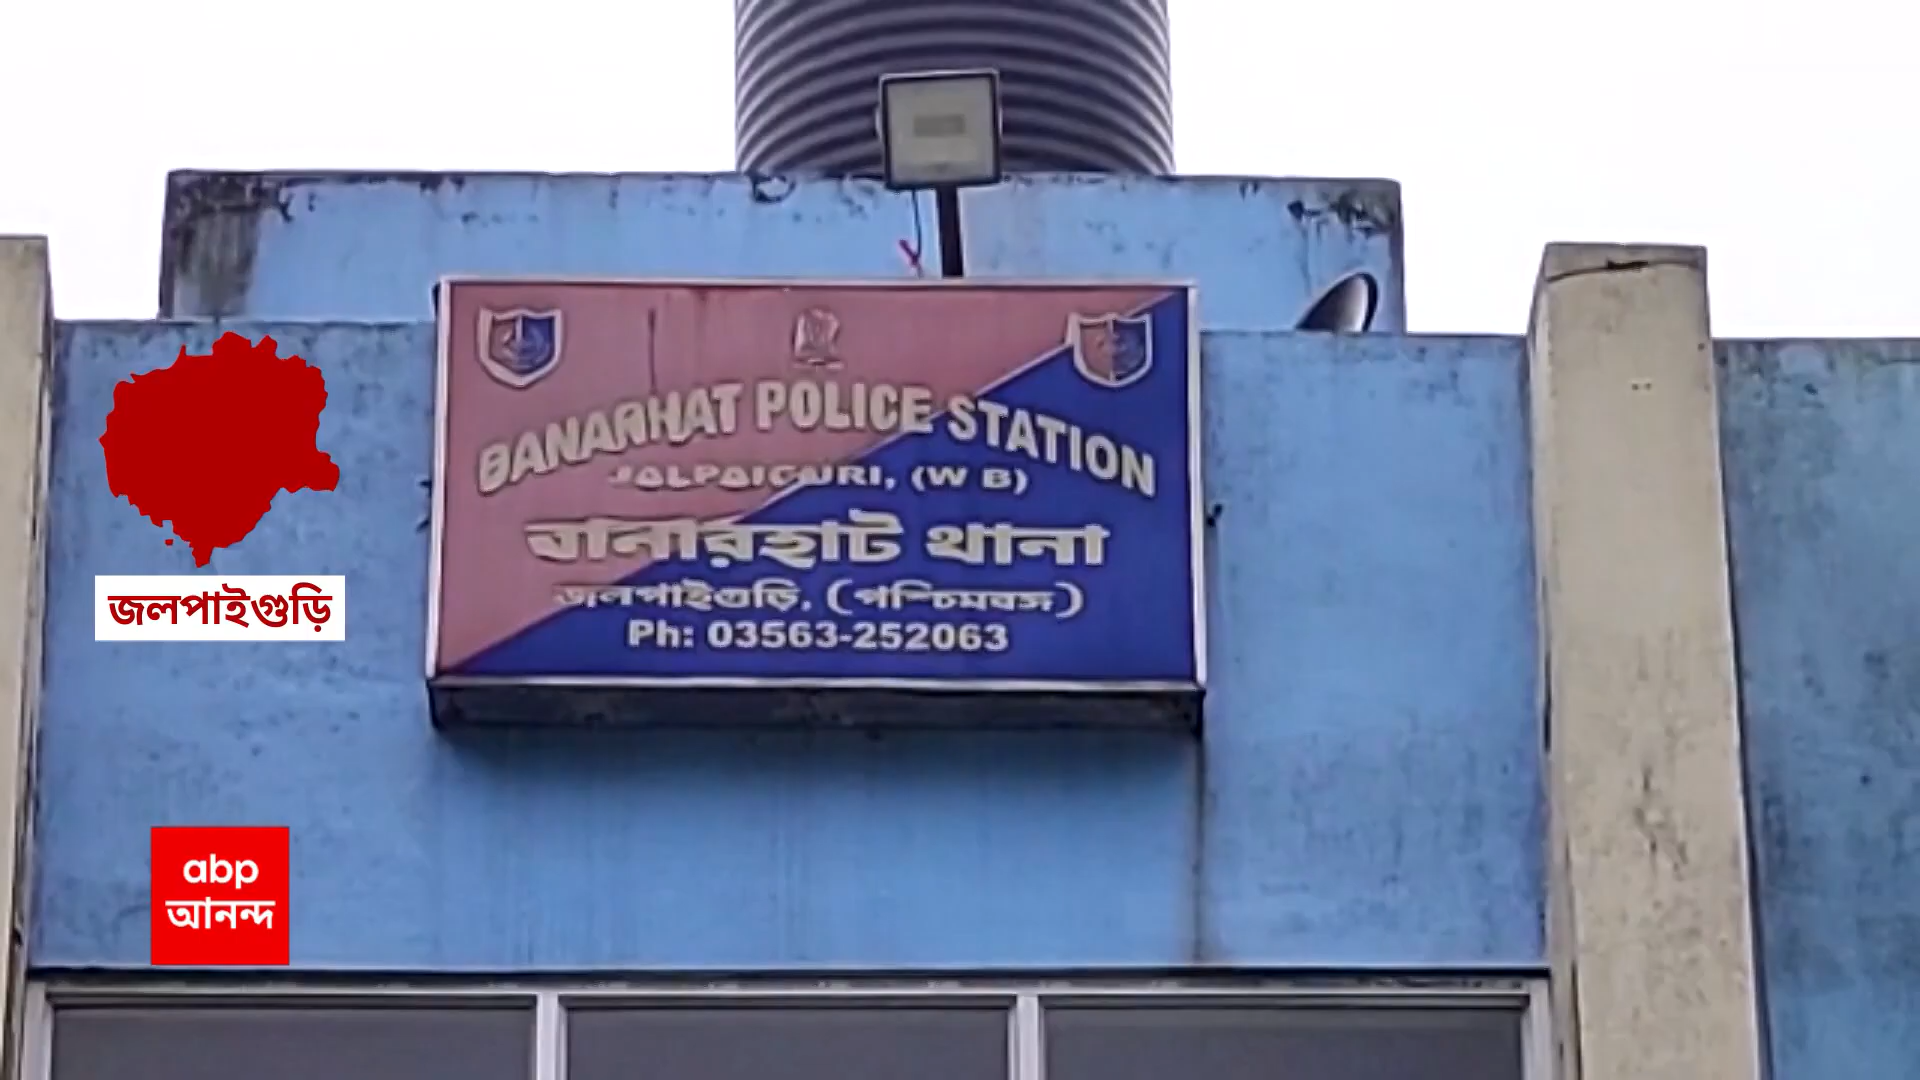 BANARHAT POLICE STATION
JALPAIGURI, (W B)
বানারহাট থানা
জলপাইগুড়ি, (পশ্চিমবঙ্গ)
Ph: 03563-252063
জলপাইগুড়ি
abp
আনন্দ